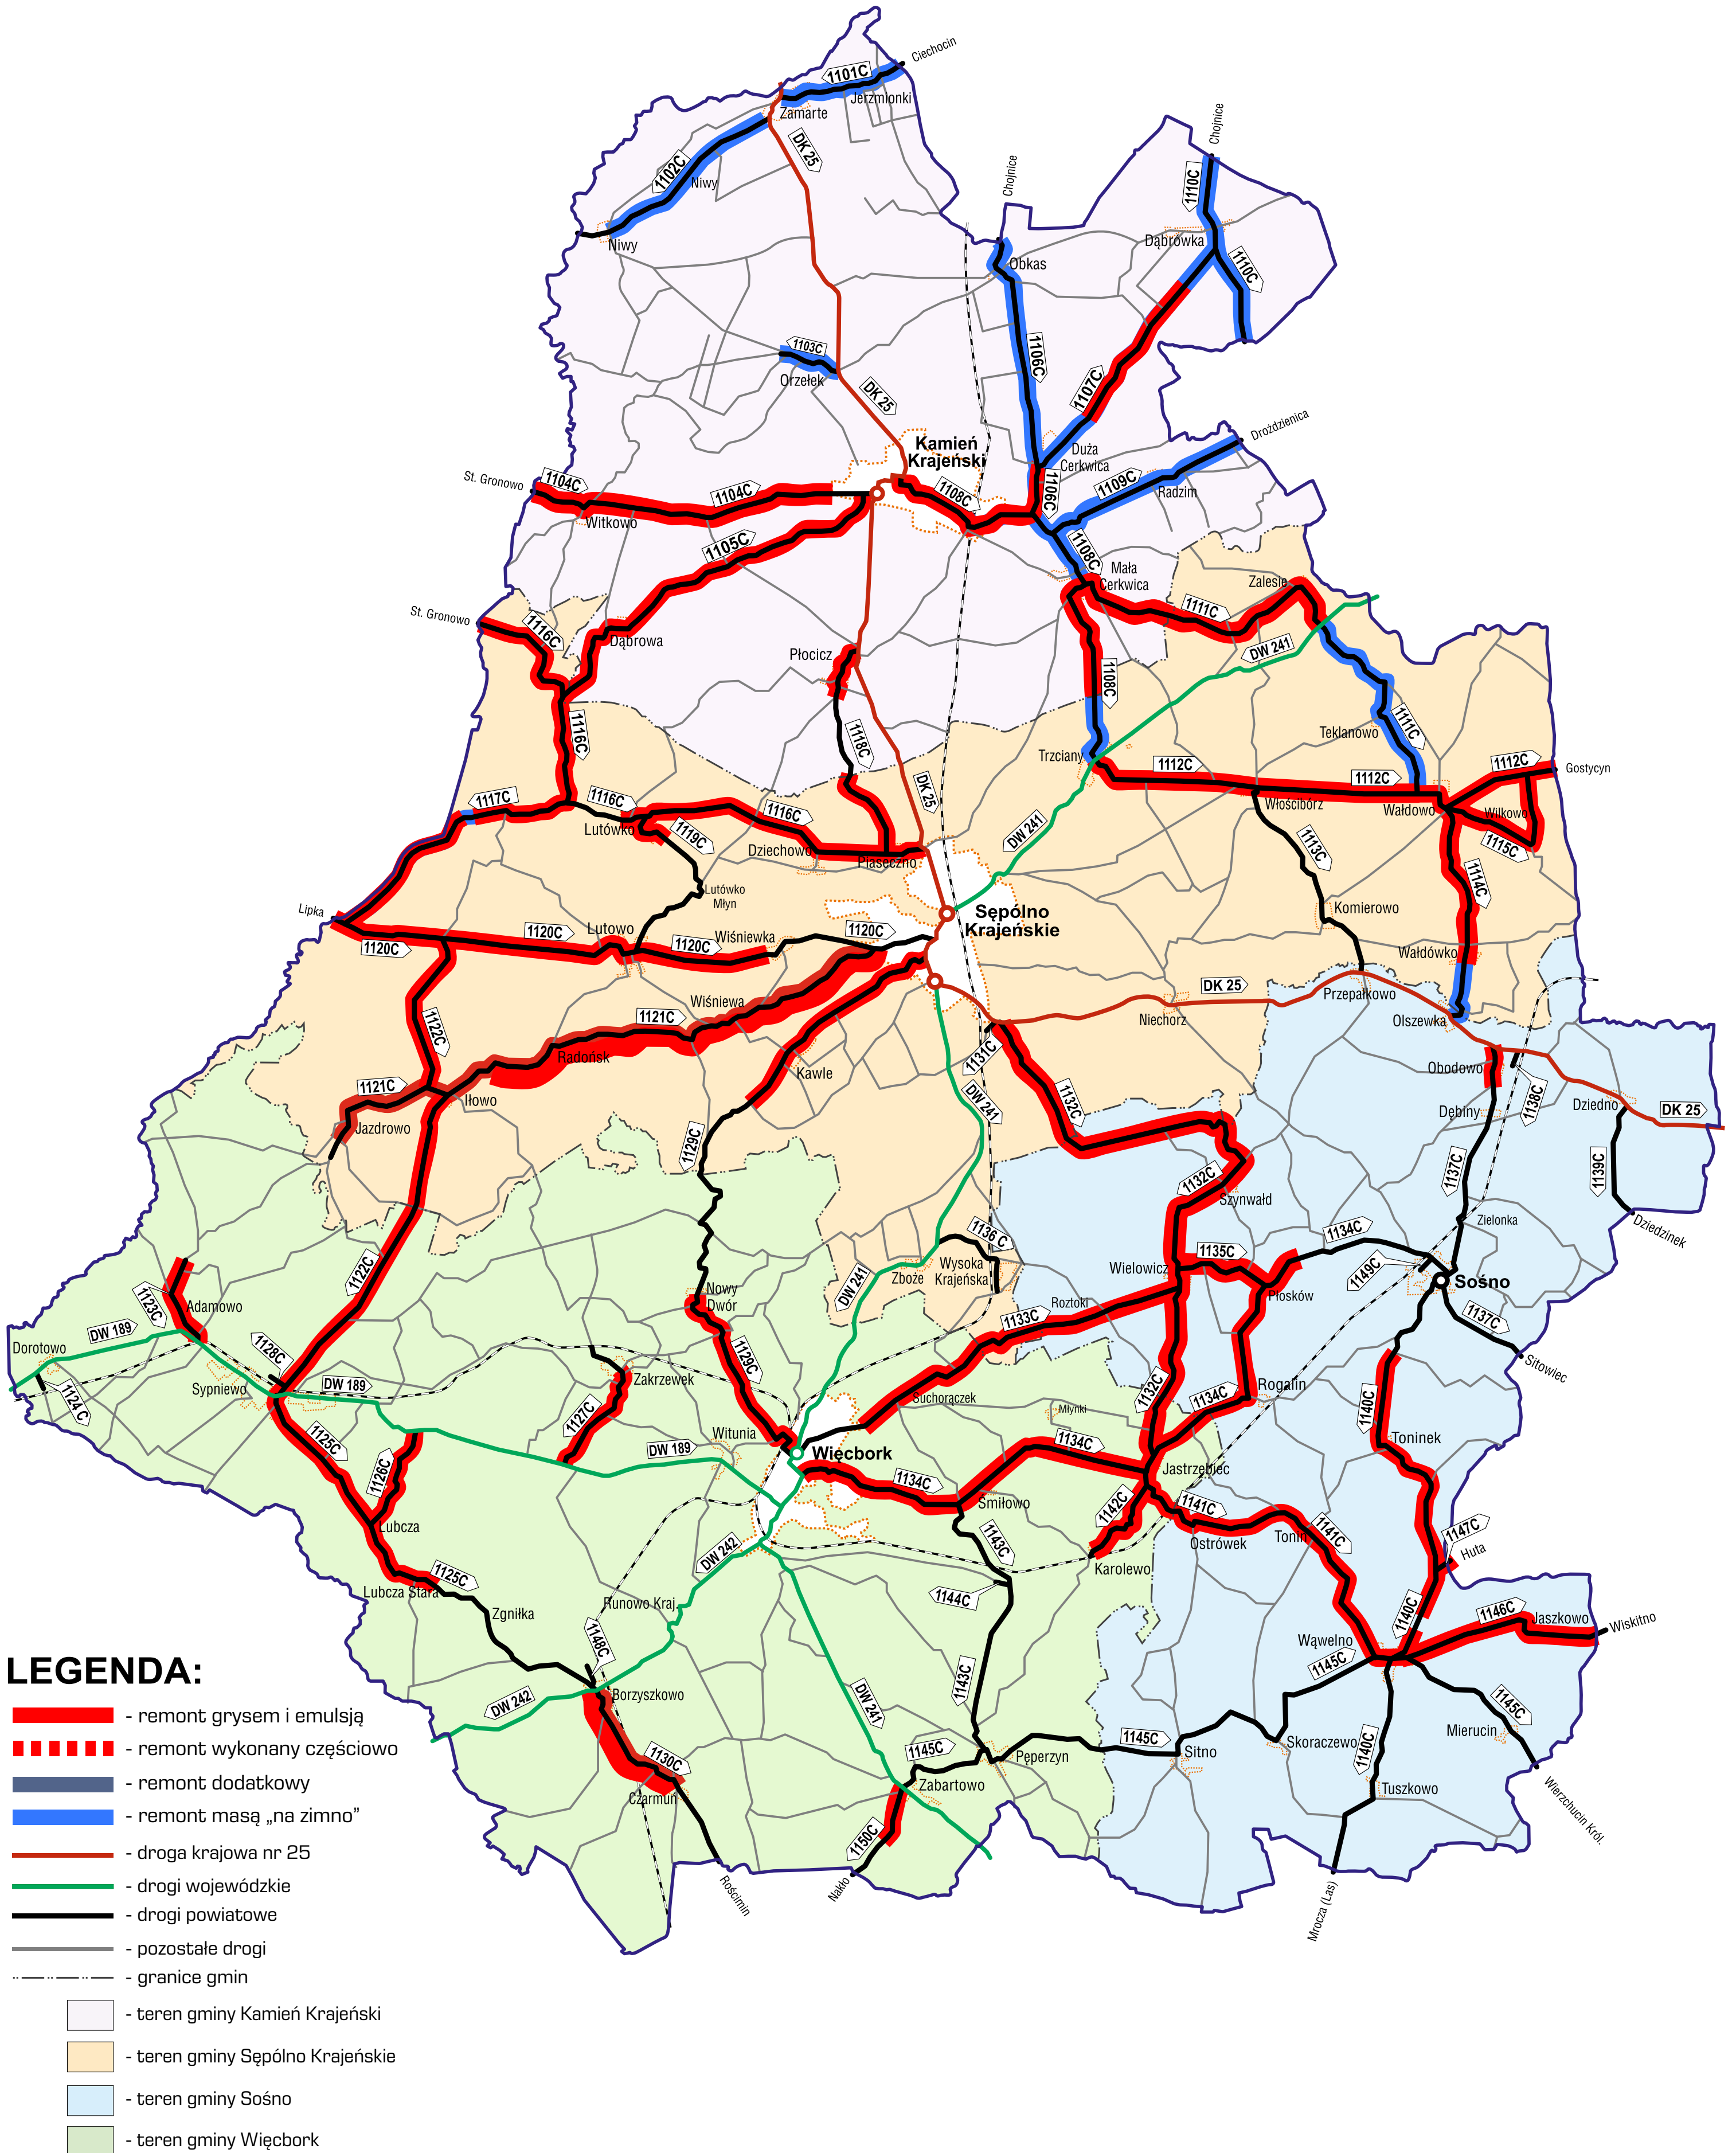 Ciechocin
1101C
Jerzmionki
Zamarte
DK 25
1102C
Niwy
Niwy
Chojnice
Chojnice
1110C
Dąbrówka
1110C
Obkas
1103C
Orzełek
DK 25
1106C
1107C
Kamień
Krajeński
Duża
Cerkwica
Drożdzienica
St. Gronowo
1104C
1104C
1108C
1106C
1109C
Radzim
Witkowo
1105C
1108C
Mała
Cerkwica
Zalesie
St. Gronowo
1116C
Dąbrowa
1111C
DW 241
Płocicz
1108C
1116C
1118C
Teklanowo
1111C
Trzciany
1112C
1112C
1112C
Gostycyn
DK 25
1117C
1116C
1116C
Włościbórz
Wałdowo
Wilkowo
Lutówko
1119C
DW 241
Dziechowo
Piaseczno
1113C
1115C
1114C
Lutówko
Młyn
Lipka
Sępólno
Krajeńskie
Komierowo
1120C
1120C
Lutowo
1120C
Wiśniewka
1120C
Wałdówko
DK 25
Przepałkowo
Wiśniewa
1121C
Niechorz
Olszewka
1122C
Radońsk
1131C
Obodowo
Kawle
1121C
Iłowo
DW 241
1132C
Dębiny
1138C
Dziedno
DK 25
Jazdrowo
1129C
1137C
1139C
1132C
Szynwałd
Zielonka
Dziedzinek
1136 C
1134C
1122C
Wysoka
Krajeńska
Zboże
DW 241
Wielowicz
1135C
1149C
Sośno
1123C
Adamowo
Nowy
Dwór
Roztoki
Płosków
DW 189
1133C
1137C
Dorotowo
1128C
1129C
Sitowiec
1124 C
Sypniewo
DW 189
Zakrzewek
Suchorączek
1132C
1134C
Rogalin
1127C
Młynki
1140C
1125C
Witunia
DW 189
Więcbork
1134C
Toninek
1126C
1134C
Jastrzębiec
Śmiłowo
1142C
1141C
1141C
Lubcza
1143C
Ostrówek
Tonin
1147C
Huta
DW 242
Karolewo
1125C
Lubcza Stara
1144C
Runowo Kraj.
Zgniłka
1140C
1146C
Jaszkowo
Wiskitno
1148C
Wąwelno
1145C
LEGENDA:
- remont grysem i emulsją
- remont wykonany częściowo
- remont dodatkowy
- remont masą „na zimno”
- droga krajowa nr 25
- drogi wojewódzkie
- drogi powiatowe
- pozostałe drogi
- granice gmin
- teren gminy Kamień Krajeński
- teren gminy Sępólno Krajeńskie
- teren gminy Sośno
- teren gminy Więcbork
DW 242
Borzyszkowo
DW 241
1143C
1145C
Mierucin
1130C
1145C
1145C
Skoraczewo
1140C
Pęperzyn
Sitno
Czarmuń
Zabartowo
Tuszkowo
Wierzchucin Król.
1150C
Nakło
Rościmin
Mrocza (Las)